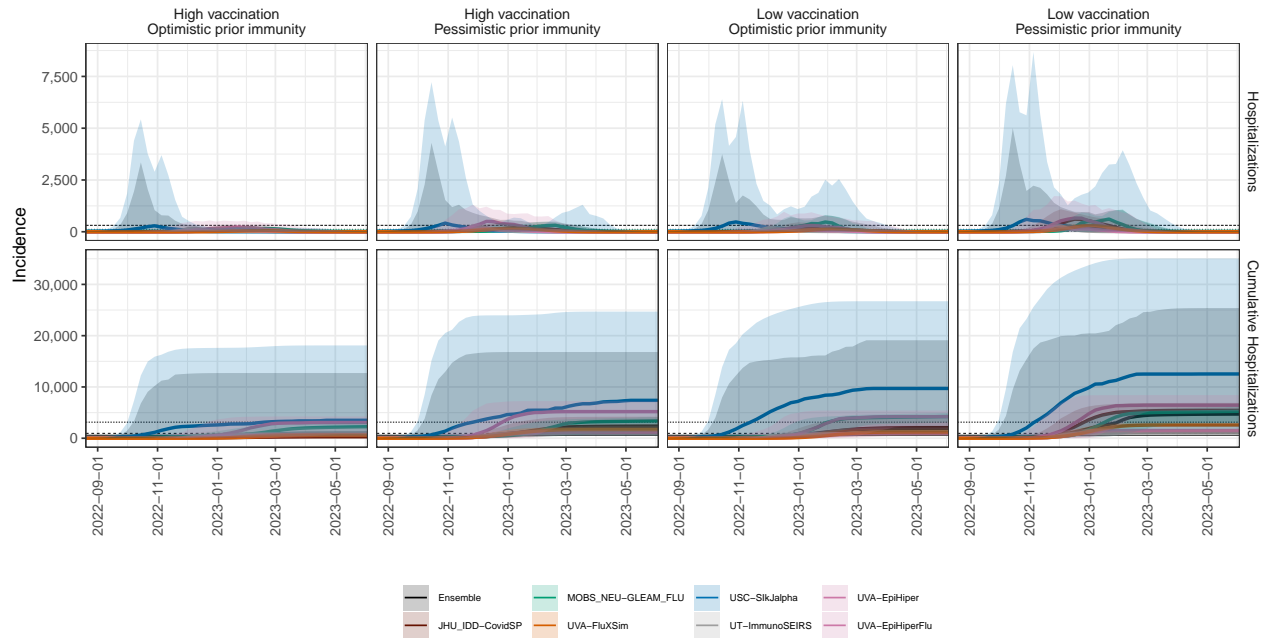 High vaccination
Optimistic prior immunity
High vaccination
Pessimistic prior immunity
Low vaccination
Optimistic prior immunity
Low vaccination
Pessimistic prior immunity
Incidence
7,500
5,000
2,500
0
Hospitalizations
30,000
20,000
10,000
0
Cumulative Hospitalizations
2022−09−01
2022−11−01
2023−01−01
2023−03−01
2023−05−01
2022−09−01
2022−11−01
2023−01−01
2023−03−01
2023−05−01
2022−09−01
2022−11−01
2023−01−01
2023−03−01
2023−05−01
2022−09−01
2022−11−01
2023−01−01
2023−03−01
2023−05−01
Ensemble
MOBS_NEU−GLEAM_FLU
USC−SIkJalpha
UVA−EpiHiper
JHU_IDD−CovidSP
UVA−FluXSim
UT−ImmunoSEIRS
UVA−EpiHiperFlu